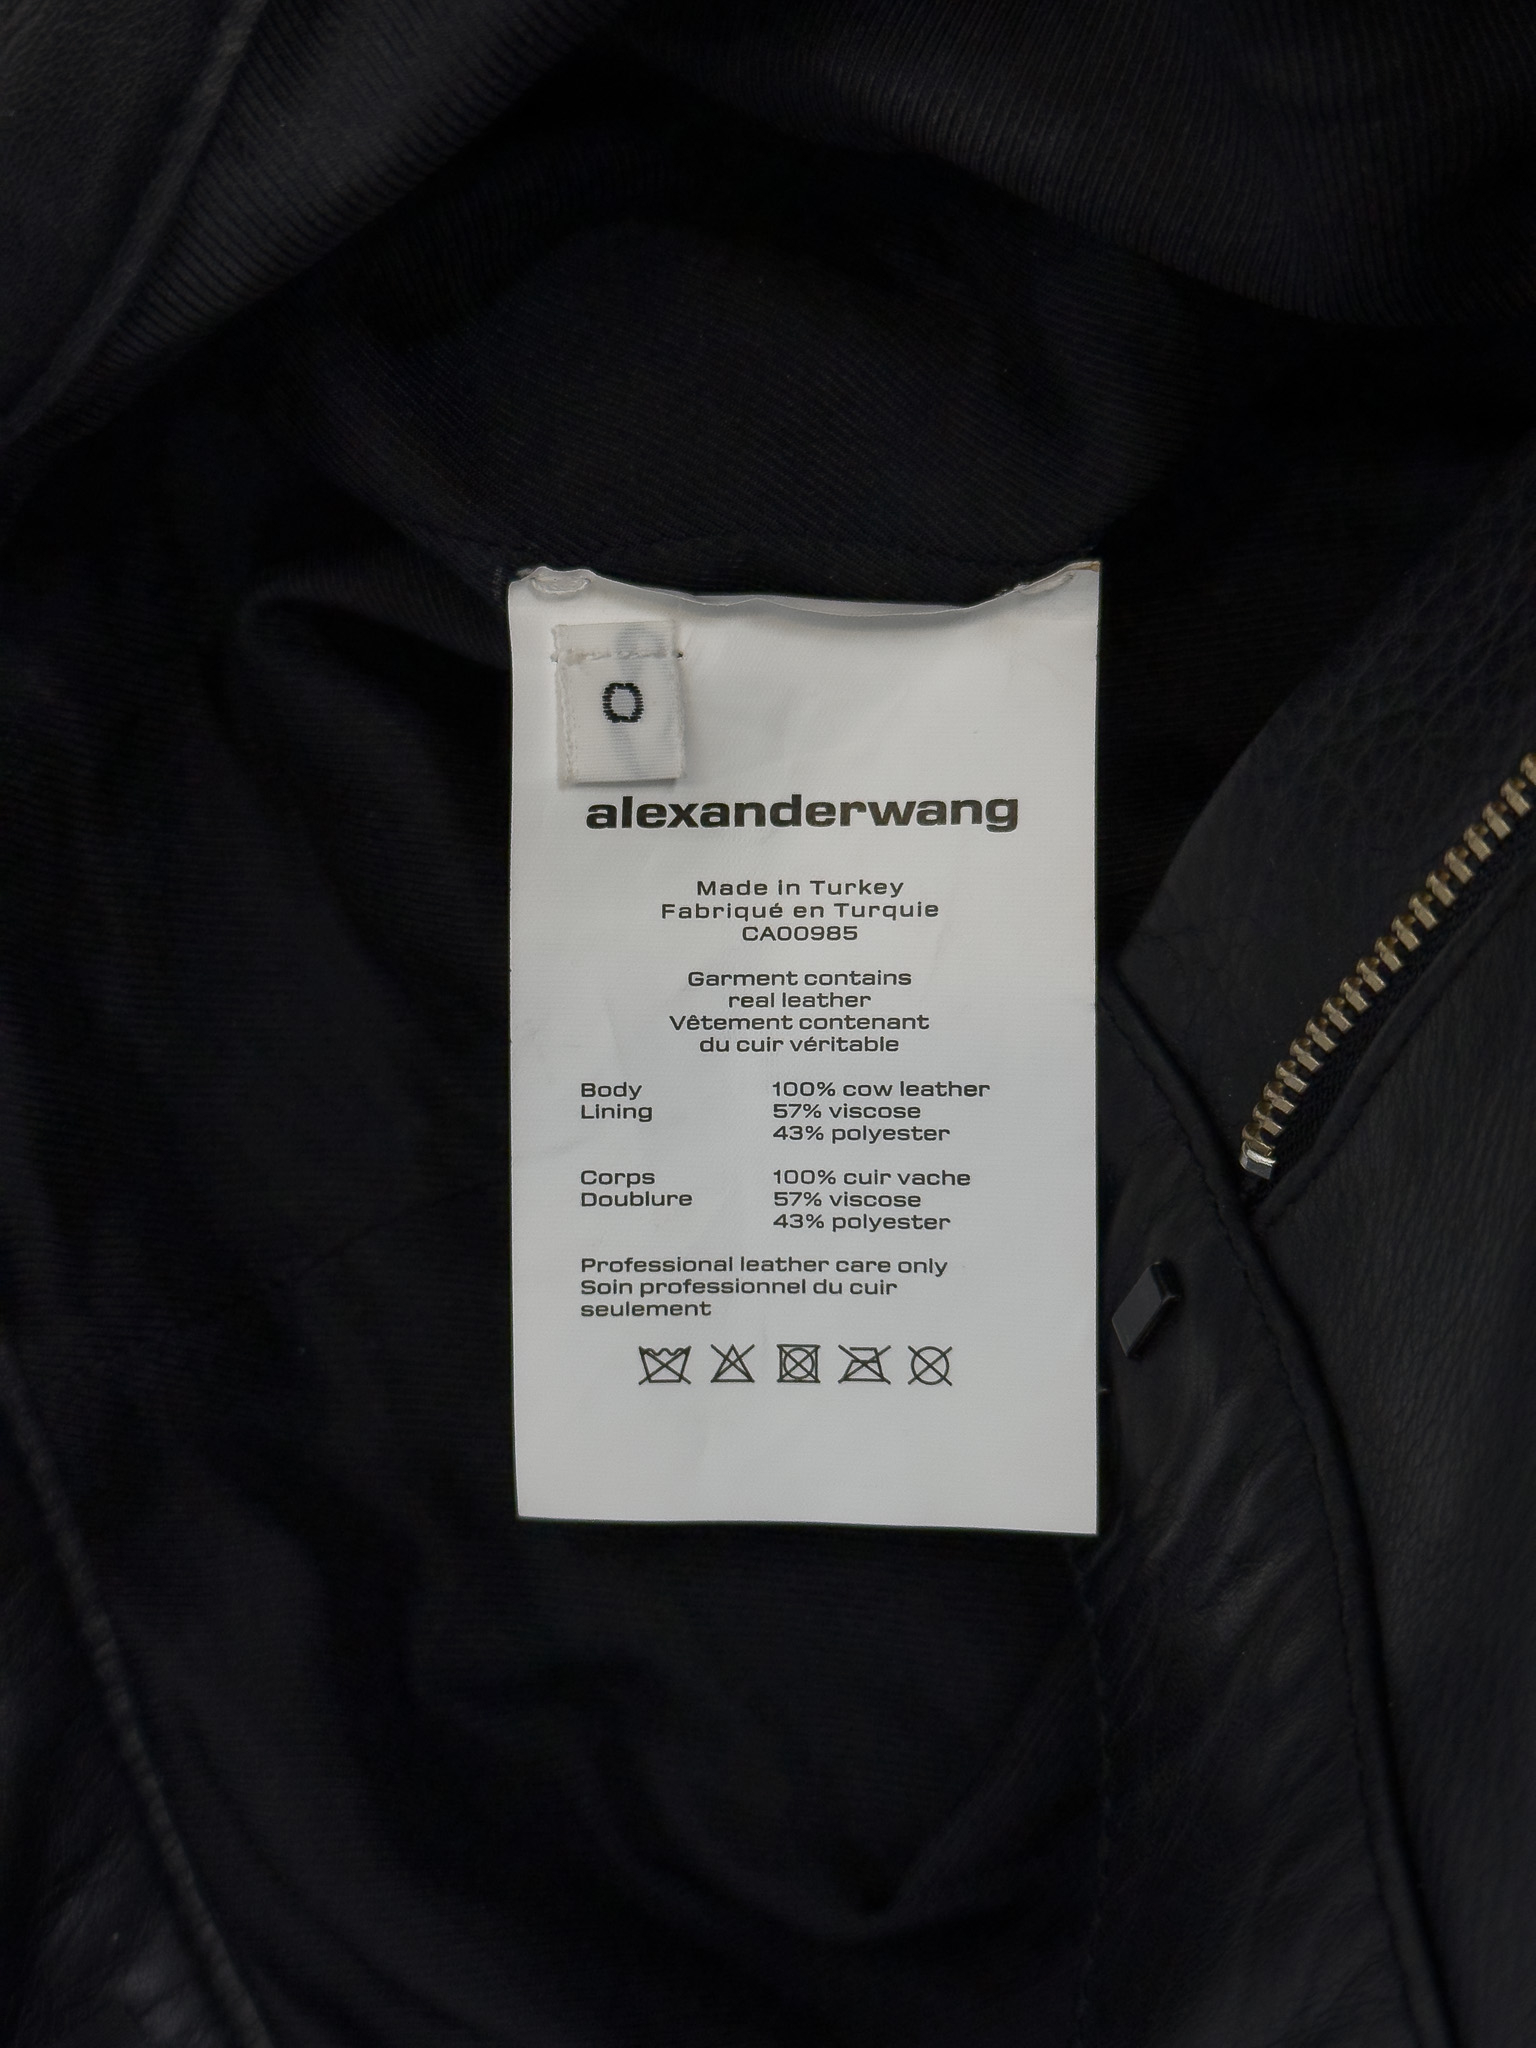 0
alexanderwang
Made in Turkey
Fabriqué en Turquie
CA00985
Garment contains
real leather
Vêtement contenant
du cuir véritable
Body 100% cow leather
Lining 57% viscose
43% polyester
Corps 100% cuir vache
Doublure 57% viscose
43% polyester
Professional leather care only
Soin professionnel du cuir
seulement